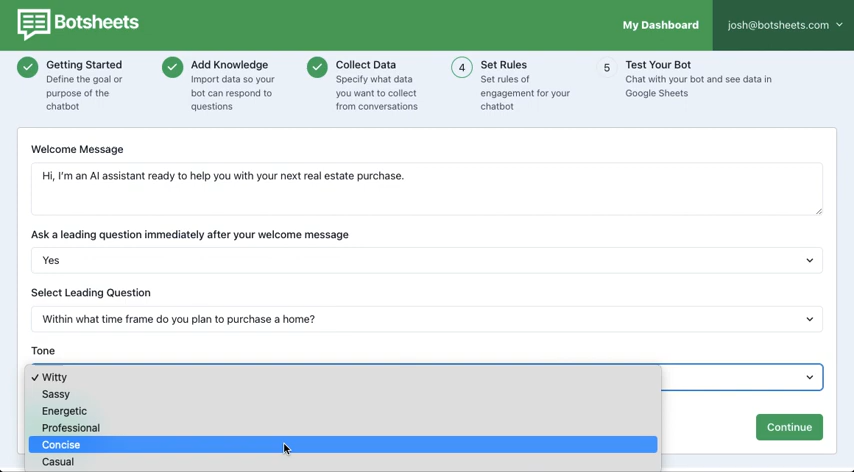 Botsheets
My Dashboard
josh@botsheets.com
Getting Started
Define the goal or
purpose of the
chatbot
Add Knowledge
Import data so your
bot can respond to
questions
Collect Data
Specify what data
you want to collect
from conversations
4
Set Rules
Set rules of
engagement for your
chatbot
5
Test Your Bot
Chat with your bot and see data in
Google Sheets
Welcome Message
Hi, I'm an AI assistant ready to help you with your next real estate purchase.
Ask a leading question immediately after your welcome message
Yes
Select Leading Question
Within what time frame do you plan to purchase a home?
Tone
Witty
Sassy
Energetic
Professional
Concise
Casual
Continue